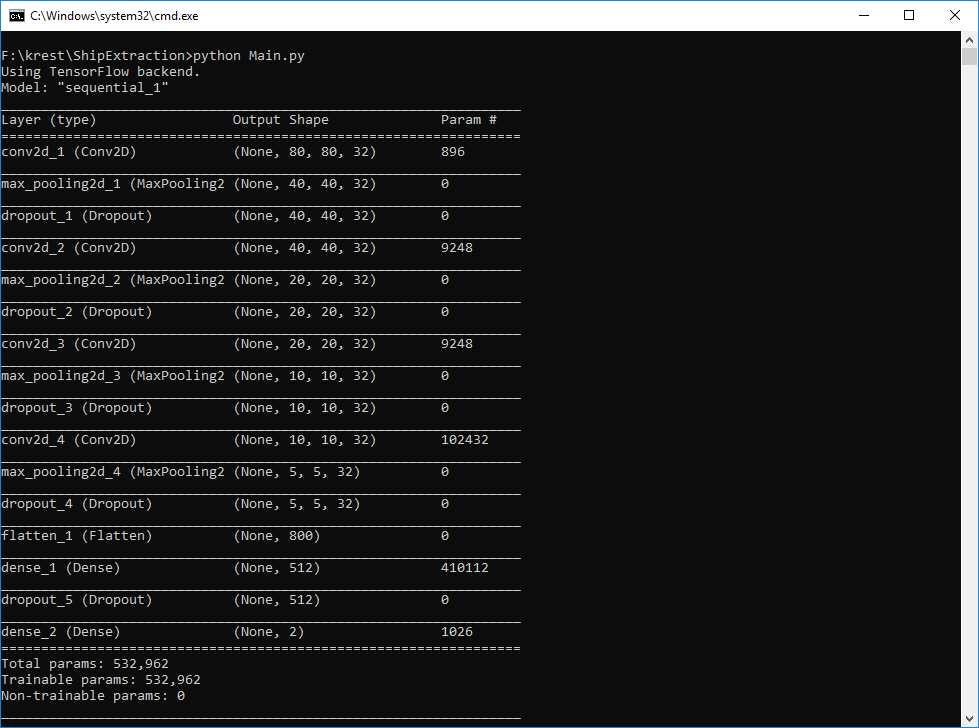 C:\Windows\system32\cmd.exe
F:\krest\ShipExtraction>python Main.py
Using TensorFlow backend.
Model: "sequential_1"
_________________________________________________________________
Layer (type)                 Output Shape              Param #
=================================================================
conv2d_1 (Conv2D)            (None, 80, 80, 32)        896
_________________________________________________________________
max_pooling2d_1 (MaxPooling2 (None, 40, 40, 32)        0
_________________________________________________________________
dropout_1 (Dropout)          (None, 40, 40, 32)        0
_________________________________________________________________
conv2d_2 (Conv2D)            (None, 40, 40, 32)        9248
_________________________________________________________________
max_pooling2d_2 (MaxPooling2 (None, 20, 20, 32)        0
_________________________________________________________________
dropout_2 (Dropout)          (None, 20, 20, 32)        0
_________________________________________________________________
conv2d_3 (Conv2D)            (None, 20, 20, 32)        9248
_________________________________________________________________
max_pooling2d_3 (MaxPooling2 (None, 10, 10, 32)        0
_________________________________________________________________
dropout_3 (Dropout)          (None, 10, 10, 32)        0
_________________________________________________________________
conv2d_4 (Conv2D)            (None, 10, 10, 32)        102432
_________________________________________________________________
max_pooling2d_4 (MaxPooling2 (None, 5, 5, 32)          0
_________________________________________________________________
dropout_4 (Dropout)          (None, 5, 5, 32)          0
_________________________________________________________________
flatten_1 (Flatten)          (None, 800)               0
_________________________________________________________________
dense_1 (Dense)              (None, 512)               410112
_________________________________________________________________
dropout_5 (Dropout)          (None, 512)               0
_________________________________________________________________
dense_2 (Dense)              (None, 2)                 1026
=================================================================
Total params: 532,962
Trainable params: 532,962
Non-trainable params: 0
_________________________________________________________________